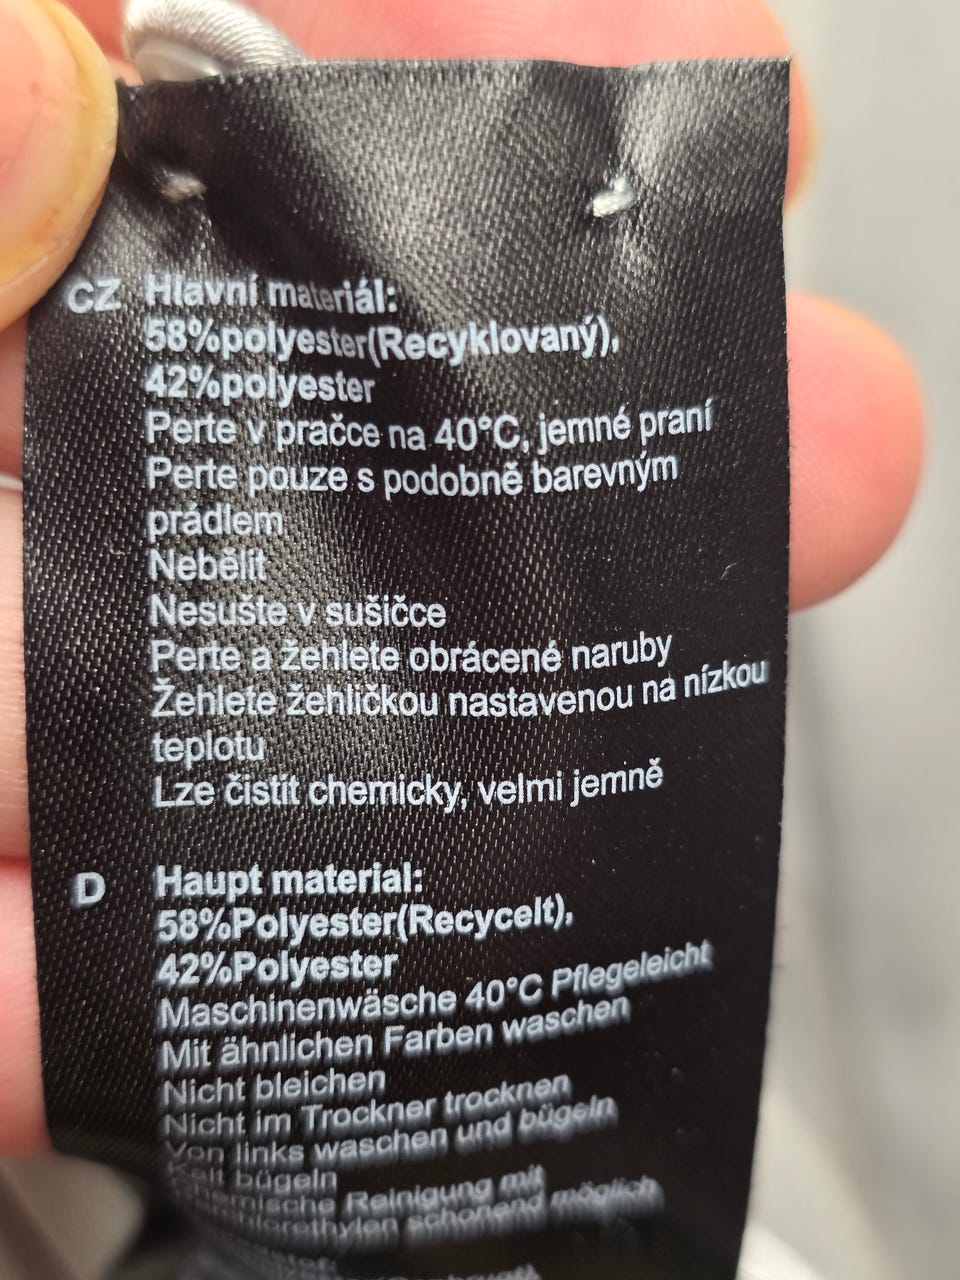 CZ Hlavní materiál:
58%polyester(Recyklovaný),
42%polyester
Perte v pračce na 40°C, jemné praní
Perte pouze s podobně barevným
prádlem
Nebělit
Nesušte v sušičce
Perte a žehlete obrácené naruby
Žehlete žehličkou nastavenou na nízkou
teplotu
Lze čistit chemicky, velmi jemně
D Haupt material:
58%Polyester(Recycelt),
42%Polyester
Maschinenwäsche 40°C Pflegeleicht
Mit ähnlichen Farben waschen
Nicht bleichen
Nicht im Trockner trocknen
Von links waschen und bügeln
Kalt bügeln
Reinigung mit
schonend möglich